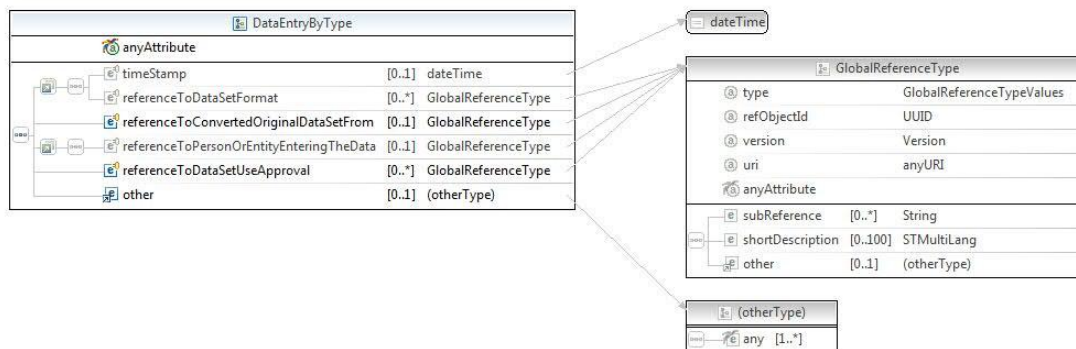 DataEntryByType
anyAttribute
timeStamp [0..1] dateTime
referenceToDataSetFormat [0..*] GlobalReferenceType
referenceToConvertedOriginalDataSetFrom [0..1] GlobalReferenceType
referenceToPersonOrEntityEnteringTheData [0..1] GlobalReferenceType
referenceToDataSetUseApproval [0..*] GlobalReferenceType
other [0..1] (otherType)
dateTime
GlobalReferenceType
type GlobalReferenceTypeValues
refObjectId UUID
version Version
uri anyURI
anyAttribute
subReference [0..*] String
shortDescription [0..100] STMultiLang
other [0..1] (otherType)
(otherType)
any [1..*]